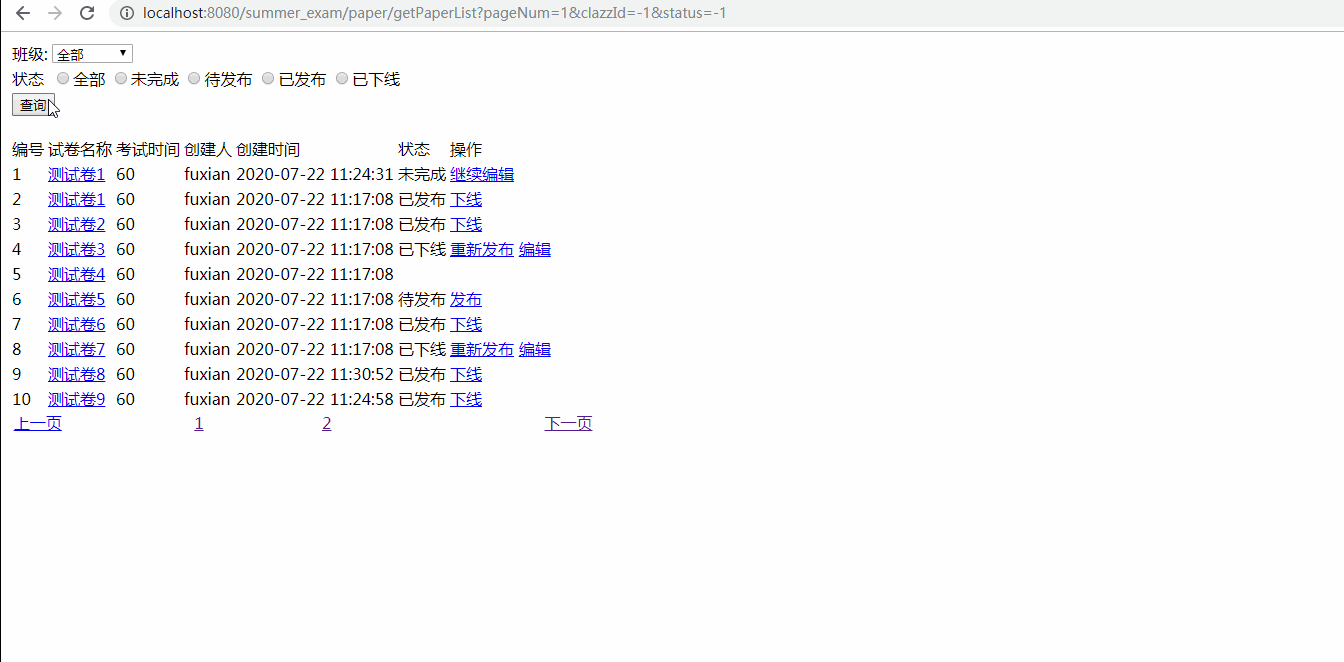 localhost:8080/summer_exam/paper/getPaperList?pageNum=1&clazzId=-1&status=-1
班级: 全部
状态 全部 未完成 待发布 已发布 已下线
查询
编号 试卷名称 考试时间 创建人 创建时间 状态 操作
1 测试卷1 60 fuxian 2020-07-22 11:24:31 未完成 继续编辑
2 测试卷1 60 fuxian 2020-07-22 11:17:08 已发布 下线
3 测试卷2 60 fuxian 2020-07-22 11:17:08 已发布 下线
4 测试卷3 60 fuxian 2020-07-22 11:17:08 已下线 重新发布 编辑
5 测试卷4 60 fuxian 2020-07-22 11:17:08
6 测试卷5 60 fuxian 2020-07-22 11:17:08 待发布 发布
7 测试卷6 60 fuxian 2020-07-22 11:17:08 已发布 下线
8 测试卷7 60 fuxian 2020-07-22 11:17:08 已下线 重新发布 编辑
9 测试卷8 60 fuxian 2020-07-22 11:30:52 已发布 下线
10 测试卷9 60 fuxian 2020-07-22 11:24:58 已发布 下线
上一页 1 2 下一页